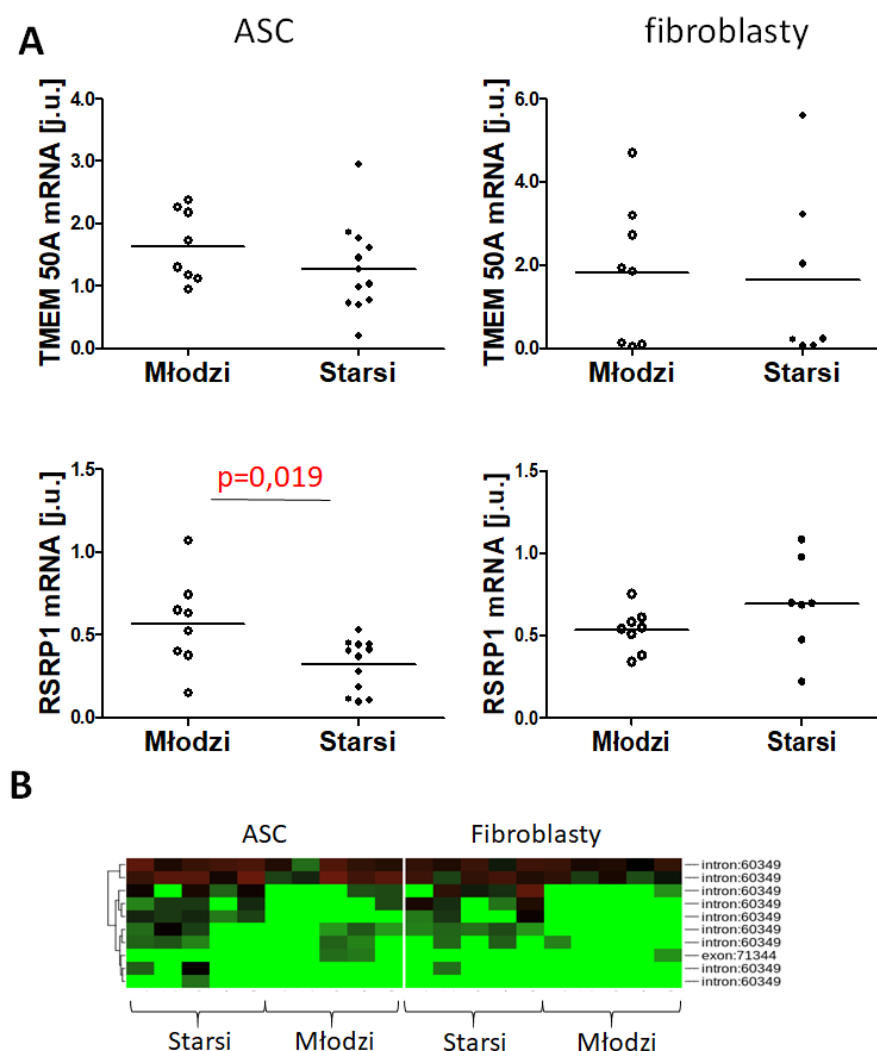 A
ASC
fibroblasty
TMEM 50A mRNA [j.u.]
4.0
3.0
2.0
1.0
0.0
Młodzi
Starsi
TMEM 50A mRNA [j.u.]
6.0
4.0
2.0
0.0
Młodzi
Starsi
RSRP1 mRNA [j.u.]
1.5
1.0
0.5
0.0
p=0,019
Młodzi
Starsi
RSRP1 mRNA [j.u.]
1.5
1.0
0.5
0.0
Młodzi
Starsi
B
ASC
Fibroblasty
intron:60349
intron:60349
intron:60349
intron:60349
intron:60349
intron:60349
intron:60349
exon:71344
intron:60349
intron:60349
Starsi
Młodzi
Starsi
Młodzi